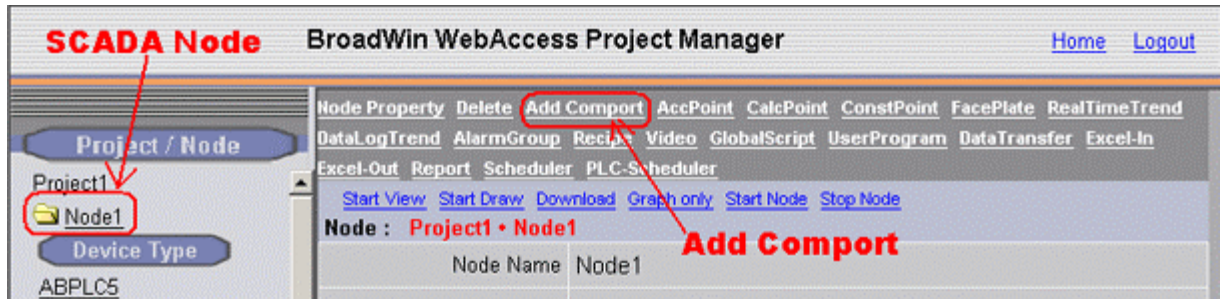 SCADA Node BroadWin WebAccess Project Manager Home Logout
Node Property Delete Add Comport AccPoint CalcPoint ConstPoint FacePlate RealTimeTrend
Project / Node DataLogTrend AlarmGroup Recipe Video GlobalScript UserProgram DataTransfer Excel-In
Excel-Out Report Scheduler PLC-Scheduler
Project1
Start View Start Draw Download Graph only Start Node Stop Node
Node1
Node : Project1 • Node1
Add Comport
Device Type
Node Name Node1
ABPLC5